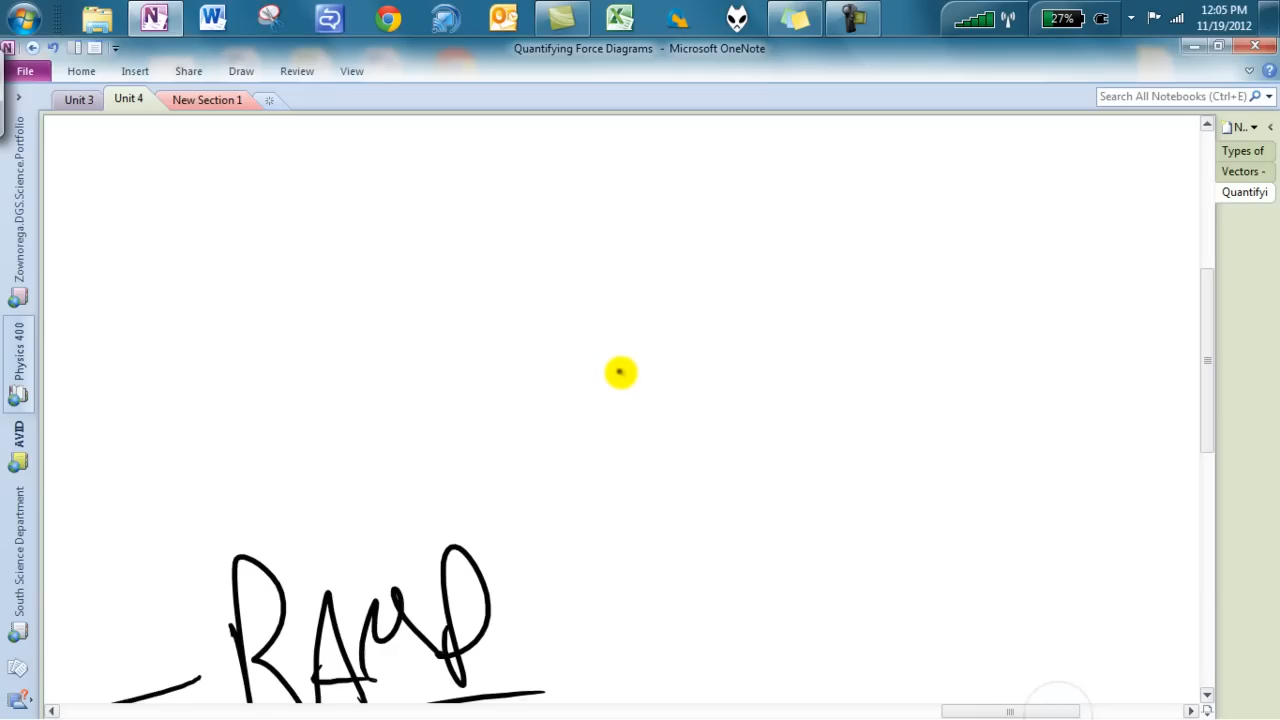 12:05 PM
27%
11/19/2012
Quantifying Force Diagrams - Microsoft OneNote
File Home Insert Share Draw Review View
Unit 3 Unit 4 New Section 1
Search All Notebooks (Ctrl+E)
N..
Types of
Vectors -
Quantifyi
Zownorega.DGS.Science.Portfolio
Physics 400
AVID
South Science Department
RAMP